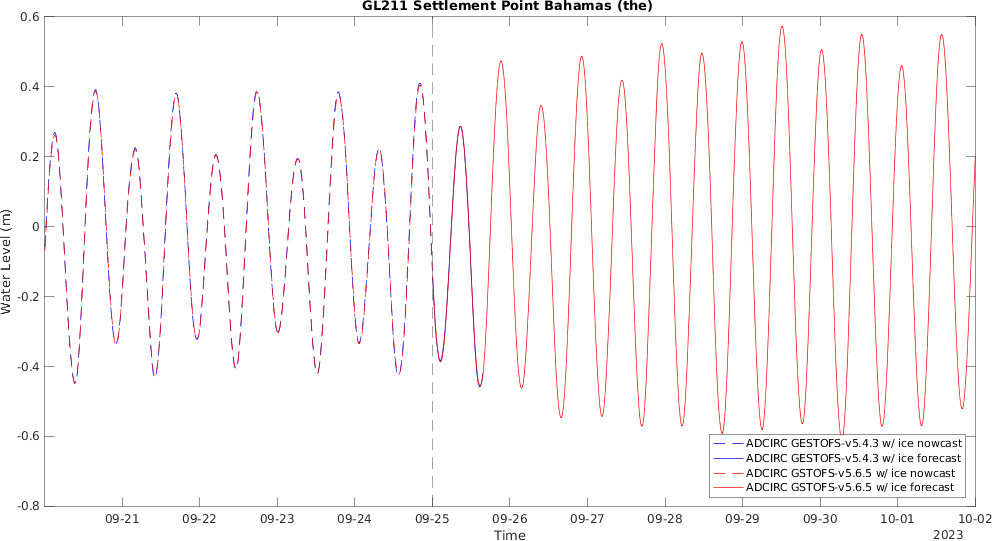 GL211 Settlement Point Bahamas (the)
0.6
0.4
0.2
0
-0.2
-0.4
-0.6
-0.8
Water Level (m)
09-21 09-22 09-23 09-24 09-25 09-26 09-27 09-28 09-29 09-30 10-01 10-02
Time
2023
ADCIRC GESTOFS-v5.4.3 w/ ice nowcast
ADCIRC GESTOFS-v5.4.3 w/ ice forecast
ADCIRC GSTOFS-v5.6.5 w/ ice nowcast
ADCIRC GSTOFS-v5.6.5 w/ ice forecast